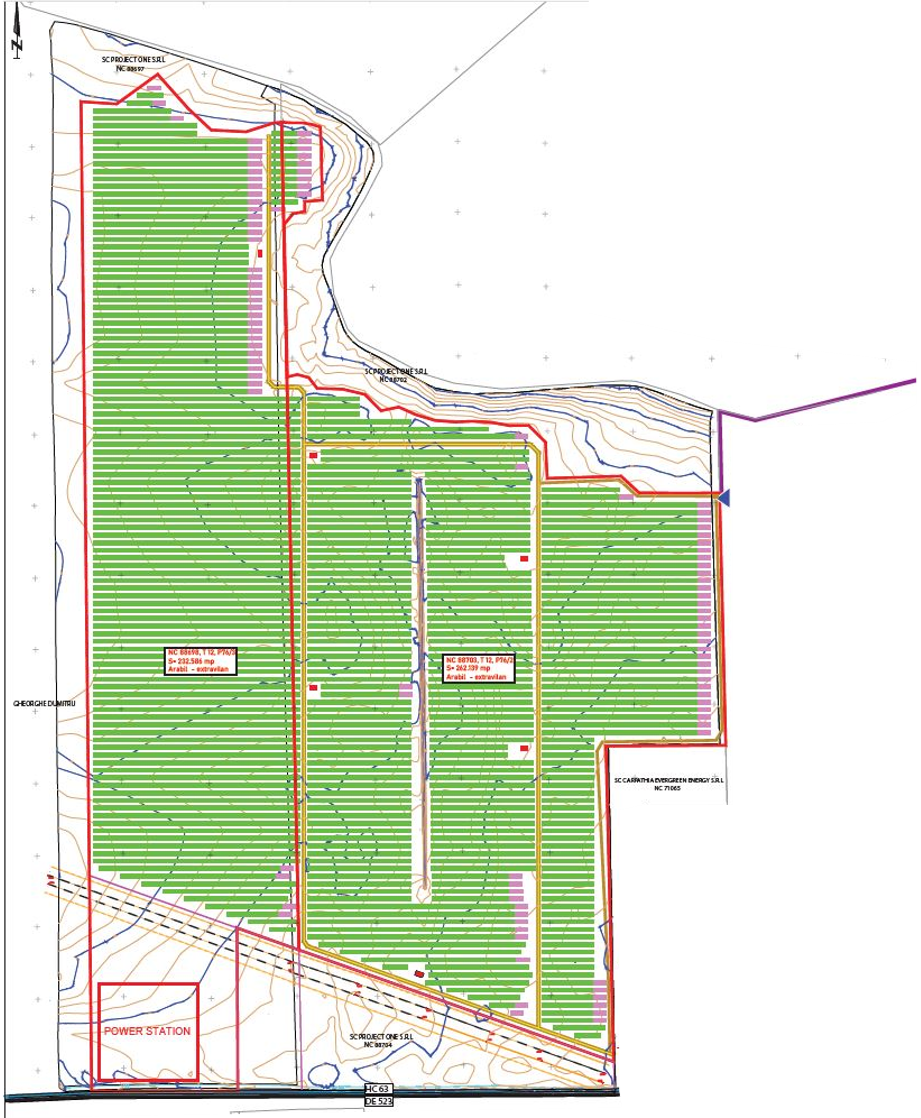 N
SC PROJECT ONE S.R.L
NC 88697
SC PROJECT ONE S.R.L
NC 88702
NC 88698, T 12, P76/3
S= 232.586 mp
Arabil - extravilan
NC 88703, T 12, P76/2
S= 262.139 mp
Arabil - extravilan
GHEORGHE DUMITRU
SC CARPATHIA EVERGREEN ENERGY S.R.L
NC 71065
POWER STATION
SC PROJECT ONE S.R.L
NC 88704
HC 63
DE 523